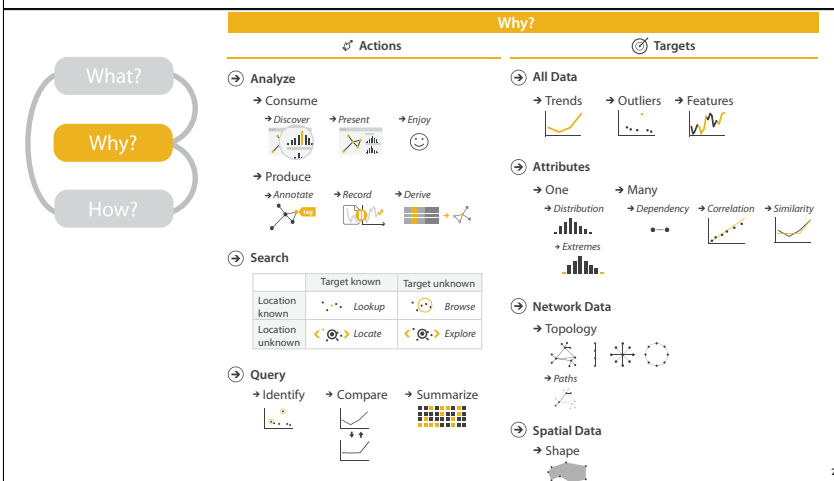 Why?
What?
Why?
How?
Actions
Analyze
Consume
Discover
Present
Enjoy
Produce
Annotate
tag
Record
Derive
Search
Target known
Target unknown
Location known
Lookup
Browse
Location unknown
Locate
Explore
Query
Identify
Compare
Summarize
Targets
All Data
Trends
Outliers
Features
Attributes
One
Many
Distribution
Dependency
Correlation
Similarity
Extremes
Network Data
Topology
Paths
Spatial Data
Shape